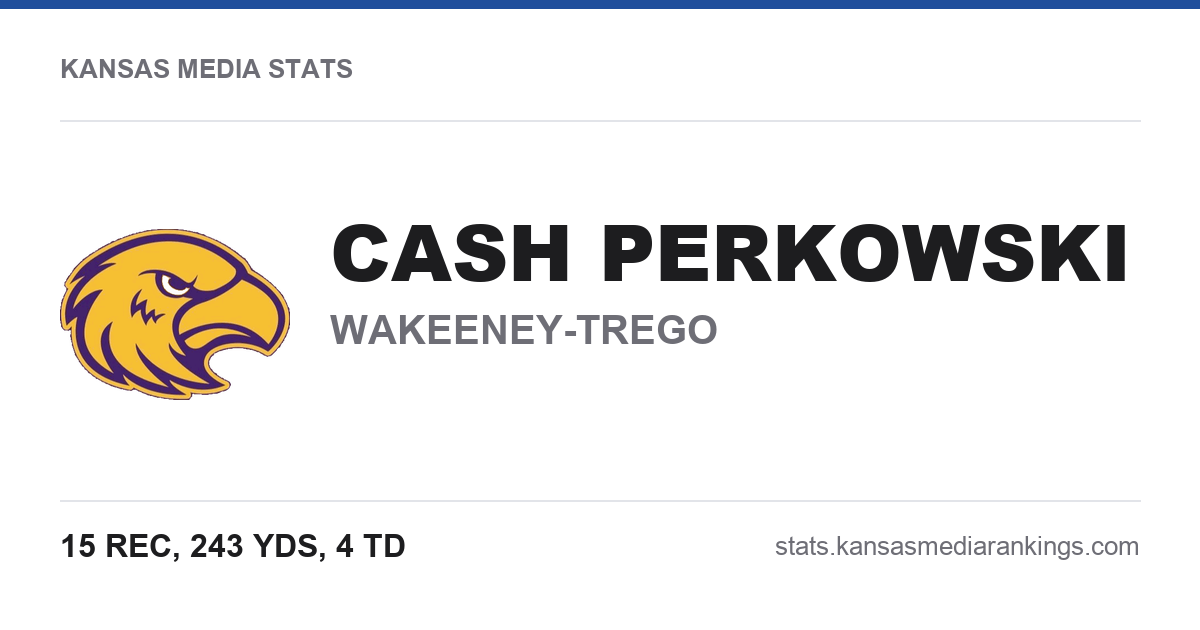 KANSAS MEDIA STATS
CASH PERKOWSKI
WAKEENEY-TREGO
15 REC, 243 YDS, 4 TD
stats.kansasmediarankings.com